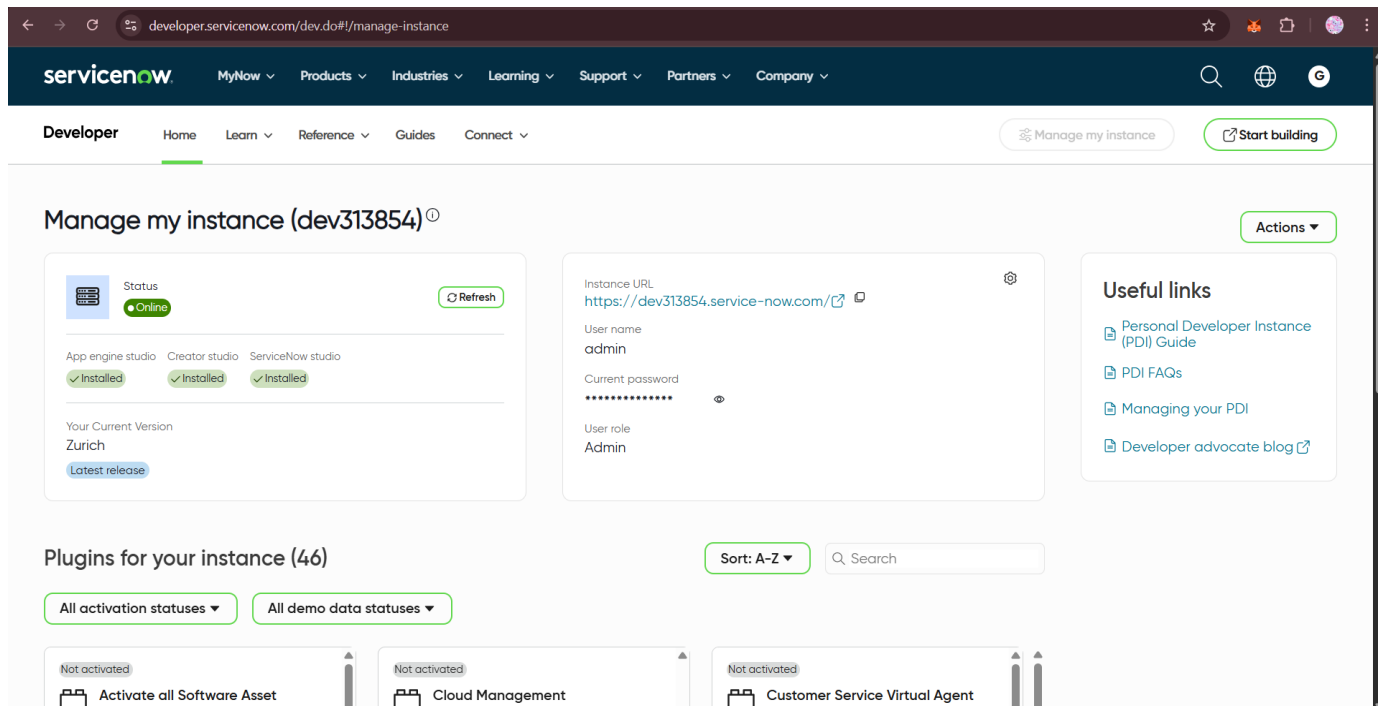 developer.servicenow.com/dev.do#!/manage-instance
servicenow.
MyNow
Products
Industries
Learning
Support
Partners
Company
G
Developer
Home
Learn
Reference
Guides
Connect
Manage my instance
Start building
Manage my instance (dev313854)
Actions
Status
Online
Refresh
App engine studio
Creator studio
ServiceNow studio
Installed
Installed
Installed
Your Current Version
Zurich
Latest release
Instance URL
https://dev313854.service-now.com/
User name
admin
Current password
**************
User role
Admin
Useful links
Personal Developer Instance
(PDI) Guide
PDI FAQs
Managing your PDI
Developer advocate blog
Plugins for your instance (46)
Sort: A-Z
Search
All activation statuses
All demo data statuses
Not activated
Activate all Software Asset
Not activated
Cloud Management
Not activated
Customer Service Virtual Agent